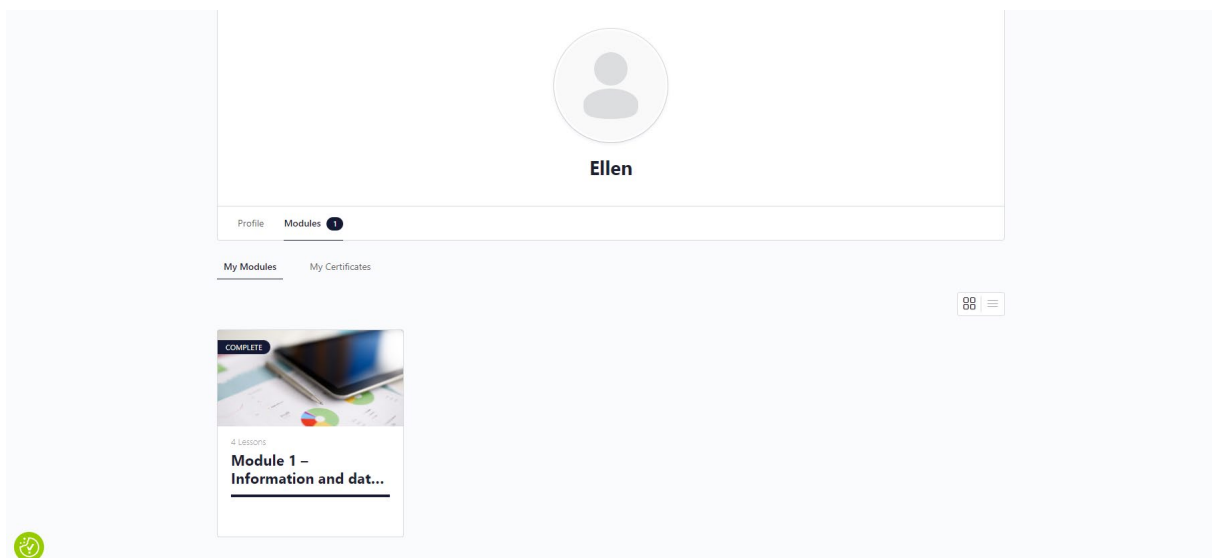 Ellen
Profile Modules 1
My Modules My Certificates
COMPLETE
4 Lessons
Module 1 –
Information and dat...